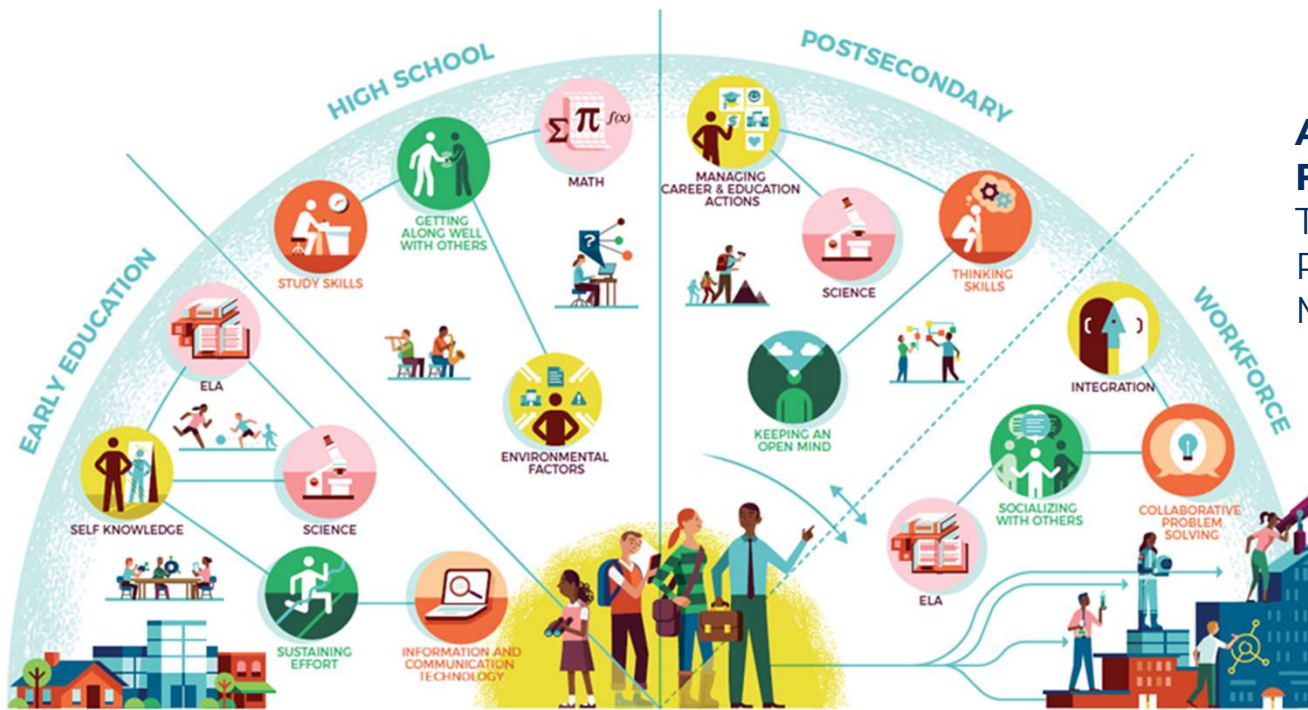 EARLY EDUCATION
HIGH SCHOOL
POSTSECONDARY
WORKFORCE
ELA
SELF KNOWLEDGE
SCIENCE
SUSTAINING
EFFORT
INFORMATION AND
COMMUNICATION
TECHNOLOGY
STUDY SKILLS
GETTING
ALONG WELL
WITH OTHERS
Σ π f(x)
MATH
?
ENVIRONMENTAL
FACTORS
$
MANAGING
CAREER & EDUCATION
ACTIONS
SCIENCE
THINKING
SKILLS
KEEPING AN
OPEN MIND
INTEGRATION
SOCIALIZING
WITH OTHERS
COLLABORATIVE
PROBLEM
SOLVING
ELA